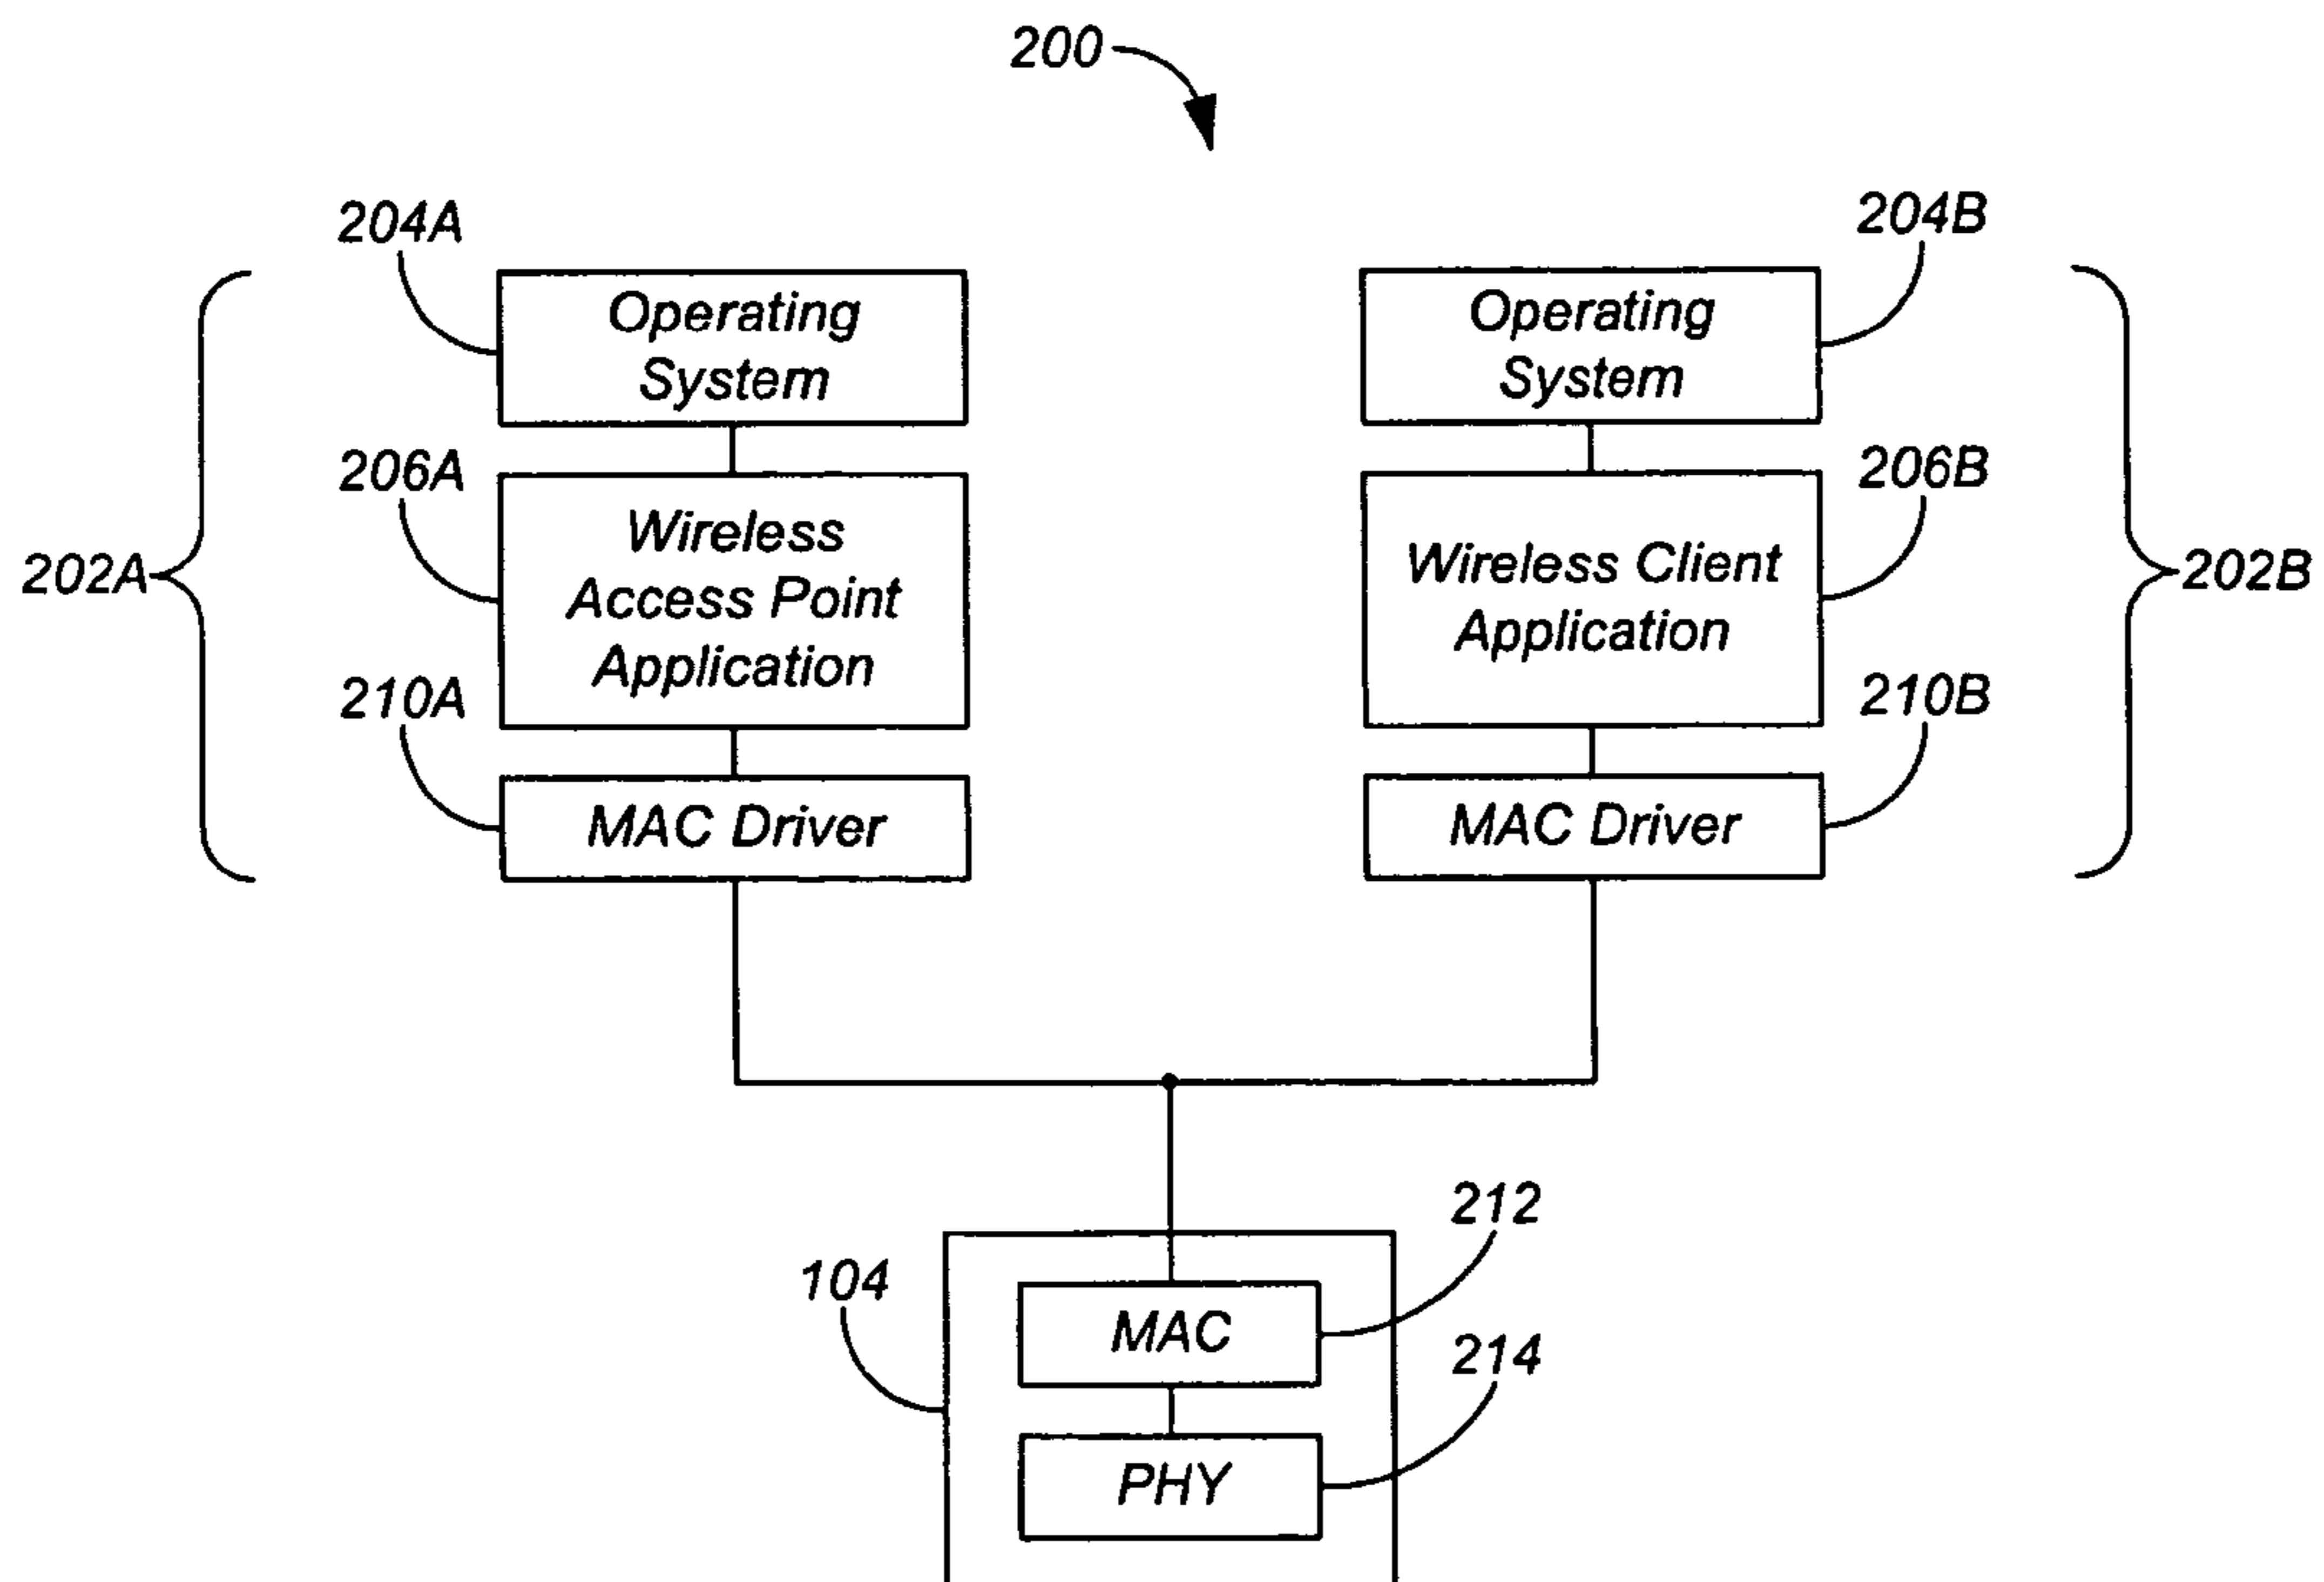 200
204A
204B
Operating
System
Operating
System
206A
206B
Wireless
Access Point
Application
Wireless Client
Application
202A
202B
210A
210B
MAC Driver
MAC Driver
212
104
MAC
214
PHY